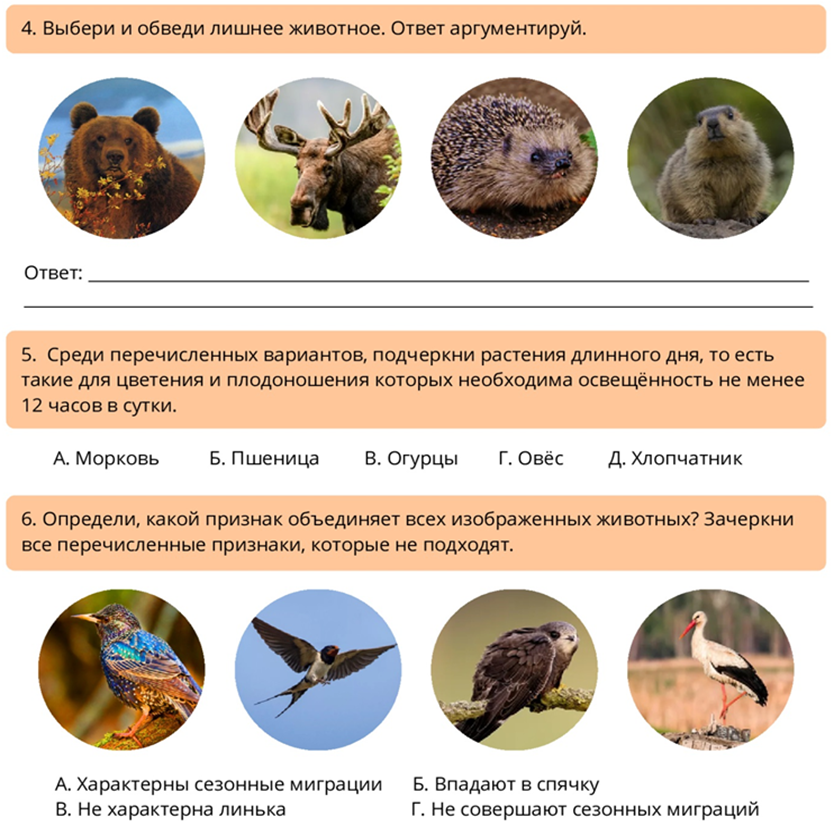 4. Выбери и обведи лишнее животное. Ответ аргументируй.
Ответ:
5. Среди перечисленных вариантов, подчеркни растения длинного дня, то есть
такие для цветения и плодоношения которых необходима освещённость не менее
12 часов в сутки.
А. Морковь Б. Пшеница В. Огурцы Г. Овёс Д. Хлопчатник
6. Определи, какой признак объединяет всех изображенных животных? Зачеркни
все перечисленные признаки, которые не подходят.
А. Характерны сезонные миграции Б. Впадают в спячку
В. Не характерна линька Г. Не совершают сезонных миграций